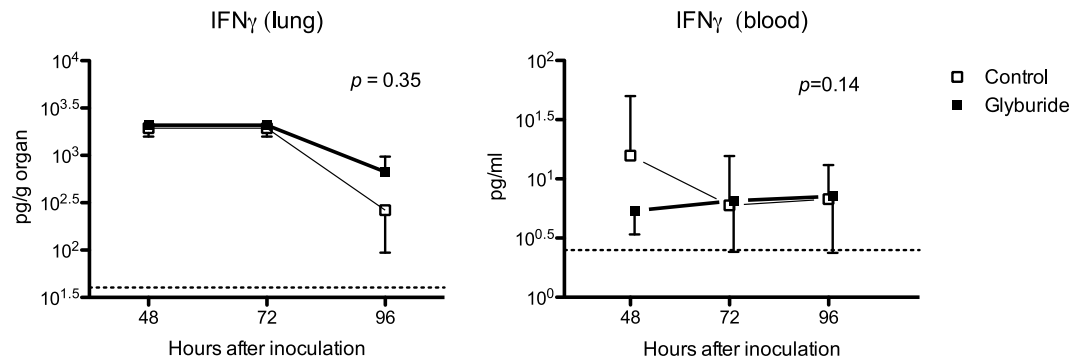 IFNγ (lung)
p = 0.35
pg/g organ
10^4
10^3.5
10^3
10^2.5
10^2
10^1.5
48 72 96
Hours after inoculation
IFNγ (blood)
p=0.14
pg/ml
10^2
10^1.5
10^1
10^0.5
10^0
48 72 96
Hours after inoculation
Control
Glyburide